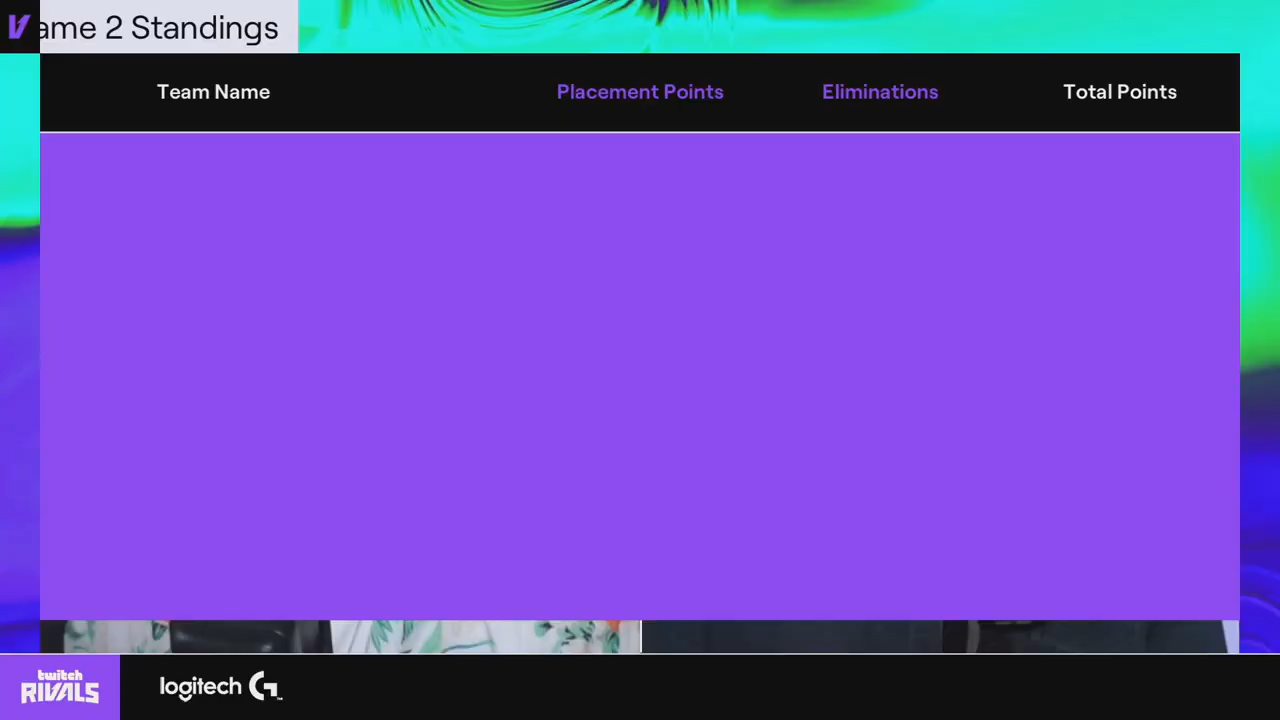 ame 2 Standings
Team Name Placement Points Eliminations Total Points
twitch
RIVALS
logitech G